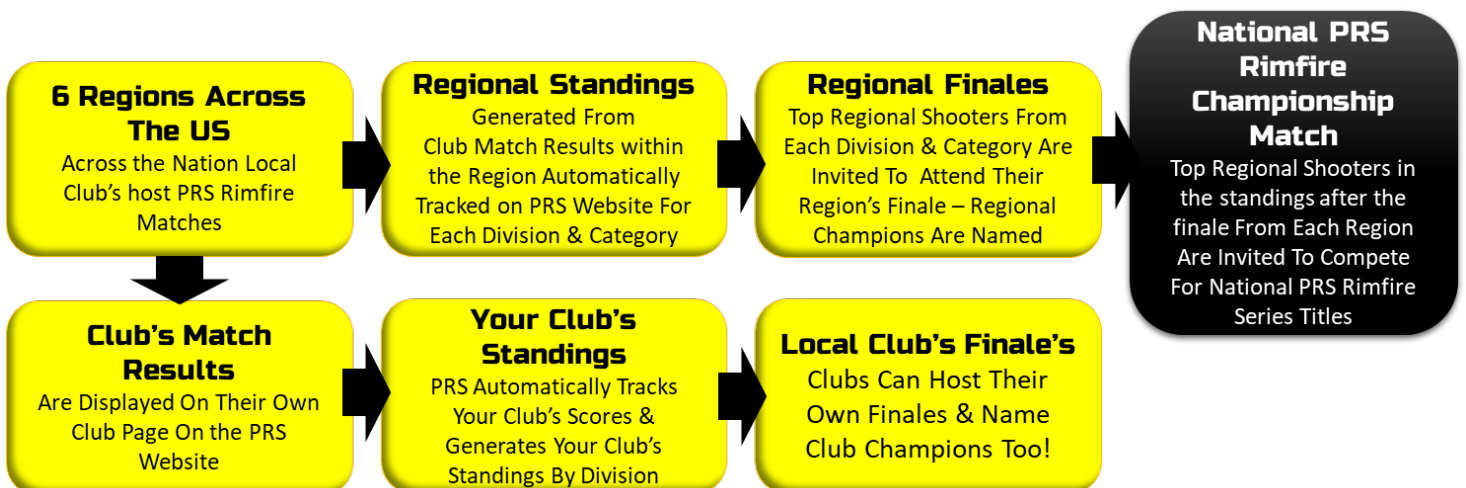 6 Regions Across
The US
Across the Nation Local
Club's host PRS Rimfire
Matches
Regional Standings
Generated From
Club Match Results within
the Region Automatically
Tracked on PRS Website For
Each Division & Category
Regional Finales
Top Regional Shooters From
Each Division & Category Are
Invited To Attend Their
Region's Finale – Regional
Champions Are Named
National PRS
Rimfire
Championship
Match
Top Regional Shooters in
the standings after the
finale From Each Region
Are Invited To Compete
For National PRS Rimfire
Series Titles
Club's Match
Results
Are Displayed On Their Own
Club Page On the PRS
Website
Your Club's
Standings
PRS Automatically Tracks
Your Club's Scores &
Generates Your Club's
Standings By Division
Local Club's Finale's
Clubs Can Host Their
Own Finales & Name
Club Champions Too!